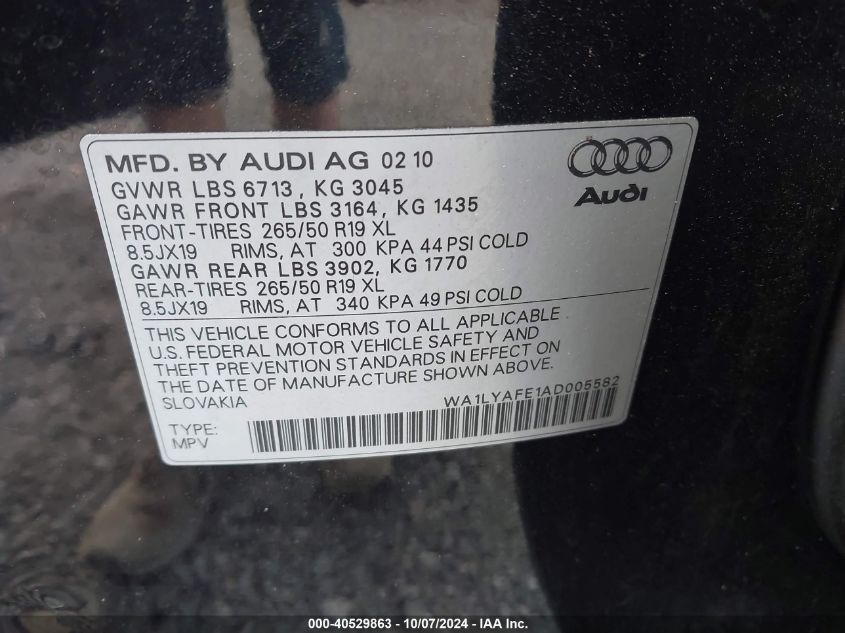 MFD. BY AUDI AG 02 10
GVWR LBS 6713, KG 3045
GAWR FRONT LBS 3164, KG 1435
FRONT-TIRES 265/50 R19 XL
8.5JX19 RIMS, AT 300 KPA 44 PSI COLD
GAWR REAR LBS 3902, KG 1770
REAR-TIRES 265/50 R19 XL
8.5JX19 RIMS, AT 340 KPA 49 PSI COLD
THIS VEHICLE CONFORMS TO ALL APPLICABLE
U.S. FEDERAL MOTOR VEHICLE SAFETY AND
THEFT PREVENTION STANDARDS IN EFFECT ON
THE DATE OF MANUFACTURE SHOWN ABOVE.
SLOVAKIA WA1LYAFE1AD005582
TYPE:
MPV
Audi
000-40529863 - 10/07/2024 - IAA Inc.